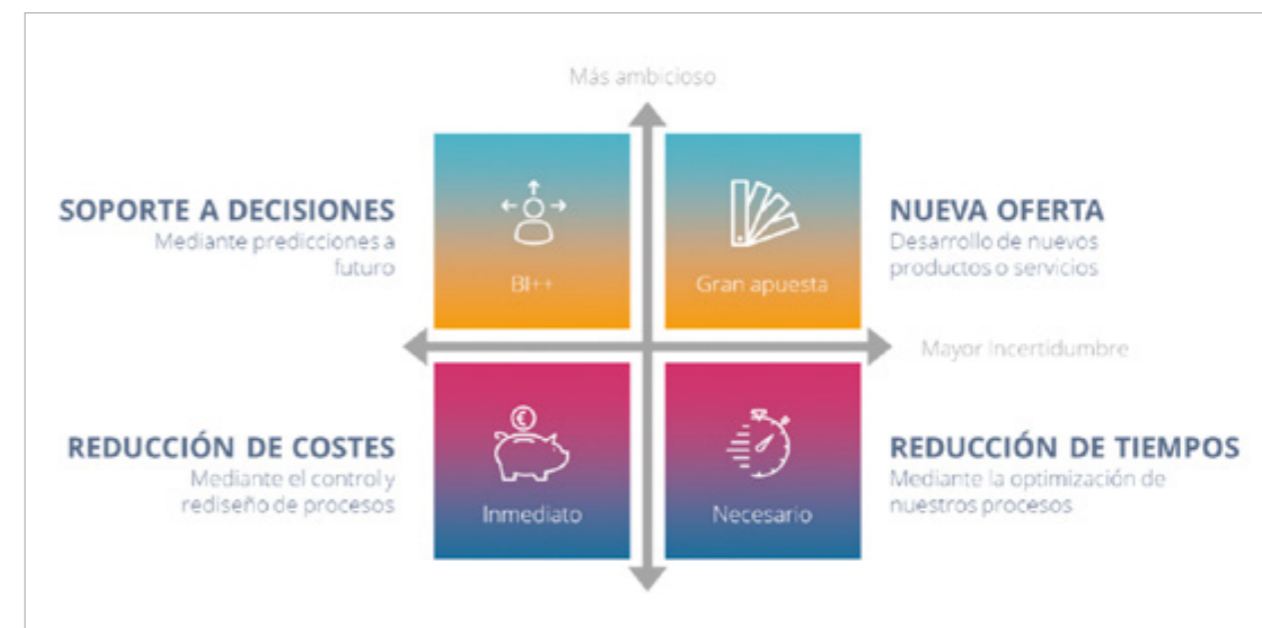 Más ambicioso
SOPORTE A DECISIONES
Mediante predicciones a
futuro
BI++
Gran apuesta
NUEVA OFERTA
Desarrollo de nuevos
productos o servicios
Mayor Incertidumbre
REDUCCIÓN DE COSTES
Mediante el control y
rediseño de procesos
€
Inmediato
Necesario
REDUCCIÓN DE TIEMPOS
Mediante la optimización de
nuestros procesos